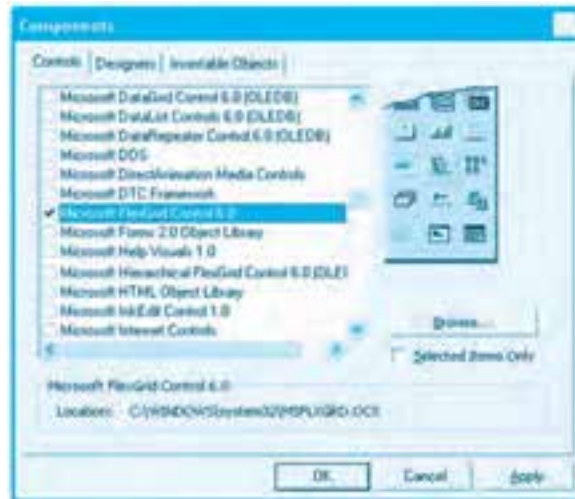 Components
Controls Designers Insertable Objects
Microsoft DataGrid Control 6.0 (OLEDB)
Microsoft DataList Controls 6.0 (OLEDB)
Microsoft DataRepeater Control 6.0 (OLEDB)
Microsoft DDS
Microsoft DirectAnimation Media Controls
Microsoft DTC Framework
Microsoft FlexGrid Control 6.0
Microsoft Forms 2.0 Object Library
Microsoft Help Visuals 1.0
Microsoft Hierarchical FlexGrid Control 6.0 (OLE
Microsoft HTML Object Library
Microsoft InkEdit Control 1.0
Microsoft Internet Controls
Browse...
Selected Items Only
Microsoft FlexGrid Control 6.0
Location: C:\WINDOWS\system32\MSFLXGRD.OCX
OK Cancel Apply